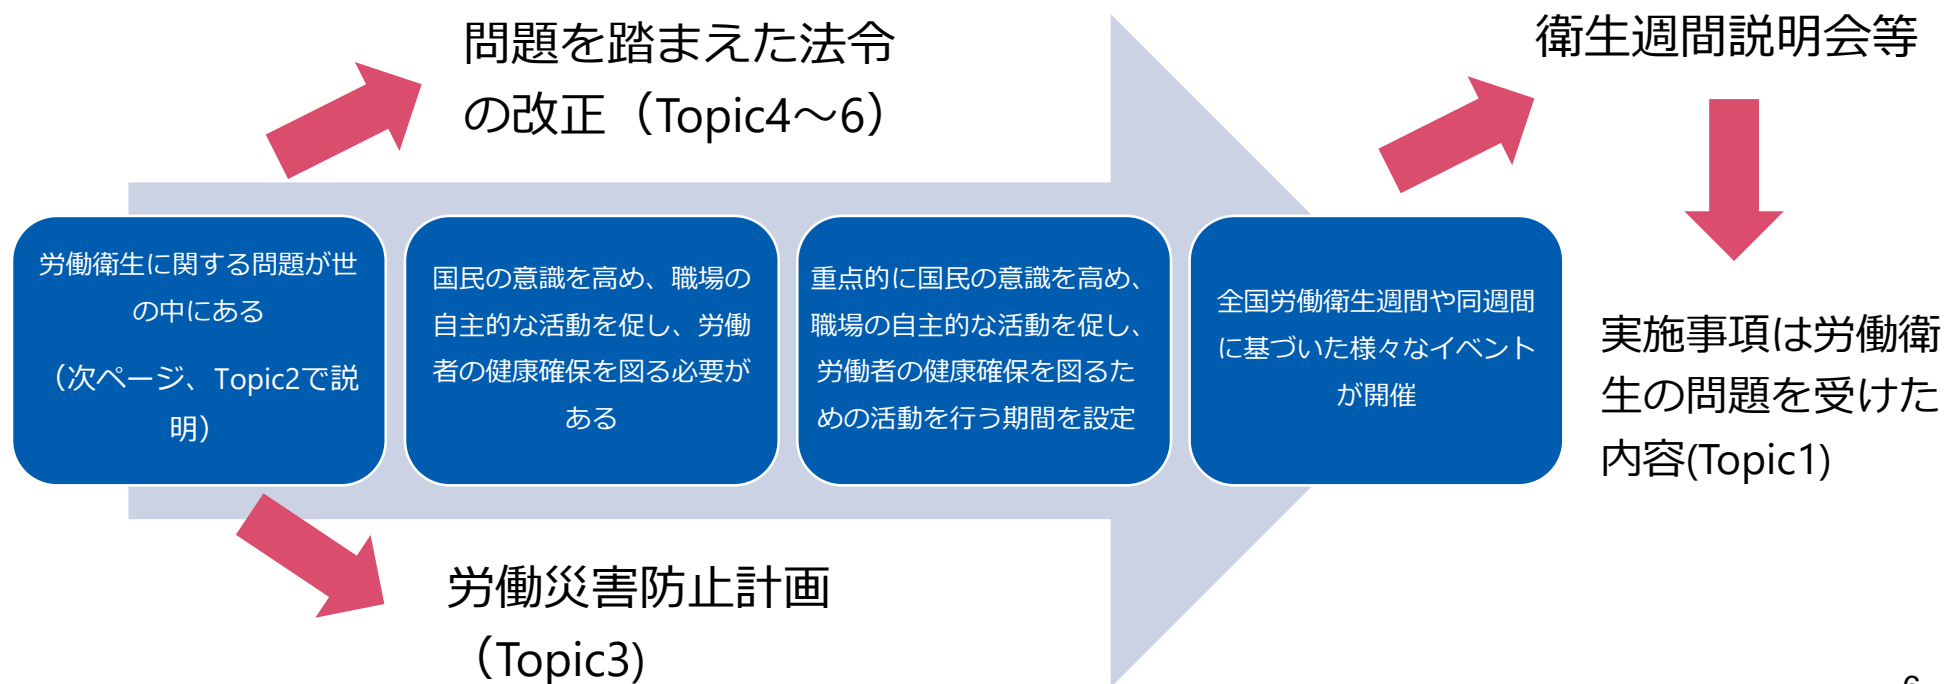 問題を踏まえた法令
の改正（Topic4～6）
衛生週間説明会等
労働衛生に関する問題が世
の中にある
（次ページ、Topic2で説
明）
国民の意識を高め、職場の
自主的な活動を促し、労働
者の健康確保を図る必要が
ある
重点的に国民の意識を高め、
職場の自主的な活動を促し、
労働者の健康確保を図るた
めの活動を行う期間を設定
全国労働衛生週間や同週間
に基づいた様々なイベント
が開催
実施事項は労働衛
生の問題を受けた
内容(Topic1)
労働災害防止計画
（Topic3)